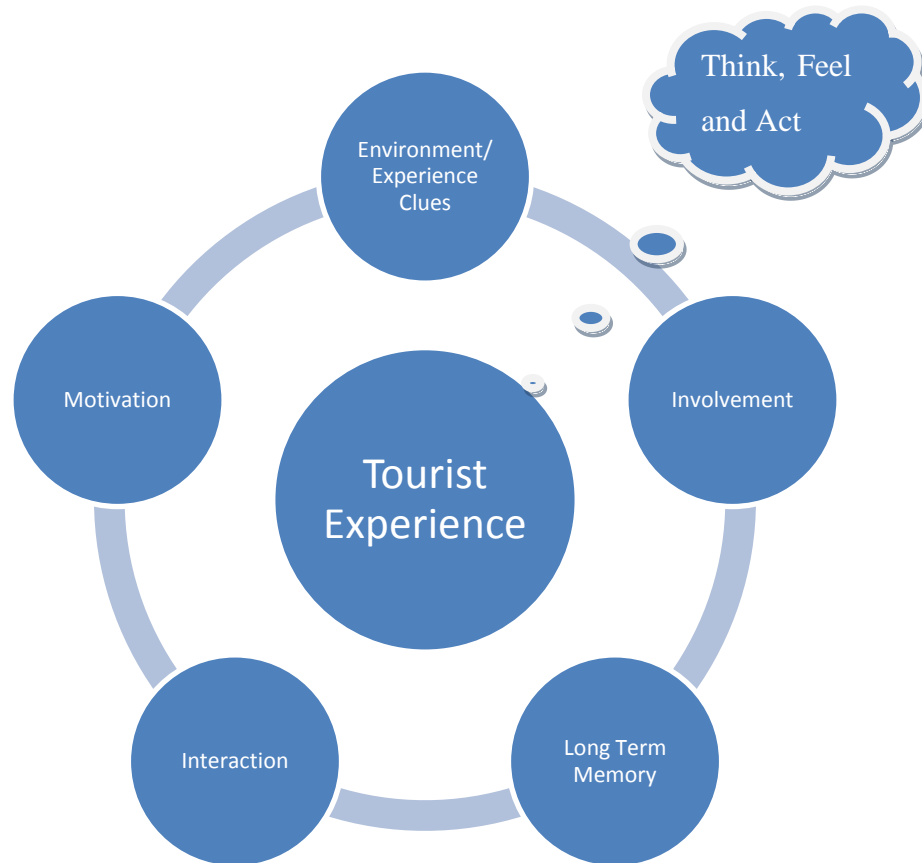 Think, Feel
and Act
Environment/
Experience
Clues
Motivation
Involvement
Tourist
Experience
Interaction
Long Term
Memory